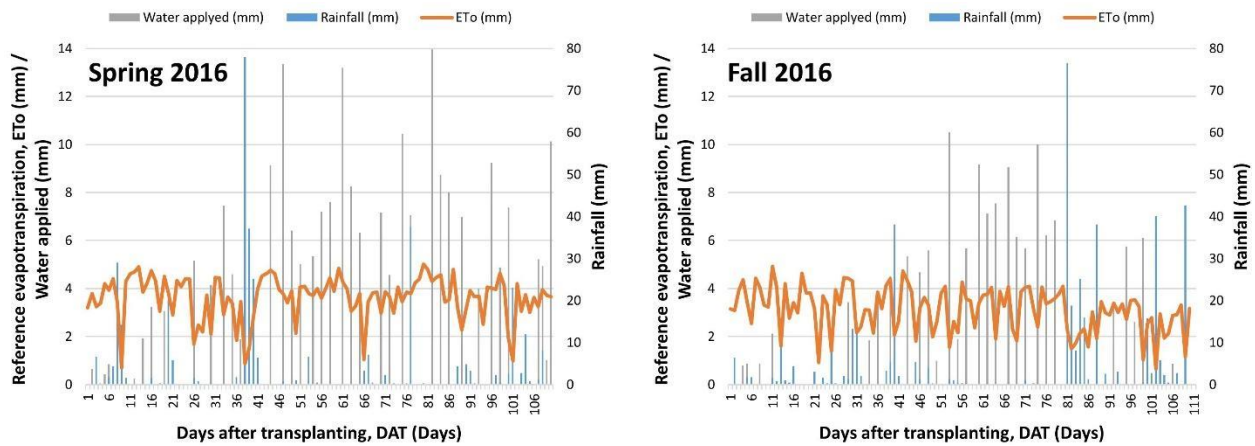 Water applyed (mm) Rainfall (mm) ETo (mm)
Spring 2016
Reference evapotranspiration, ETo (mm) /
Water applied (mm)
14
12
10
8
6
4
2
0
80
70
60
50
40
30
20
10
0
Rainfall (mm)
1 6 11 16 21 26 31 36 41 46 51 56 61 66 71 76 81 86 91 96 101 106
Days after transplanting, DAT (Days)
Water applyed (mm) Rainfall (mm) ETo (mm)
Fall 2016
Reference evapotranspiration, ETo (mm) /
Water applied (mm)
14
12
10
8
6
4
2
0
80
70
60
50
40
30
20
10
0
Rainfall (mm)
1 6 11 16 21 26 31 36 41 46 51 56 61 66 71 76 81 86 91 96 101 106 111
Days after transplanting, DAT (Days)